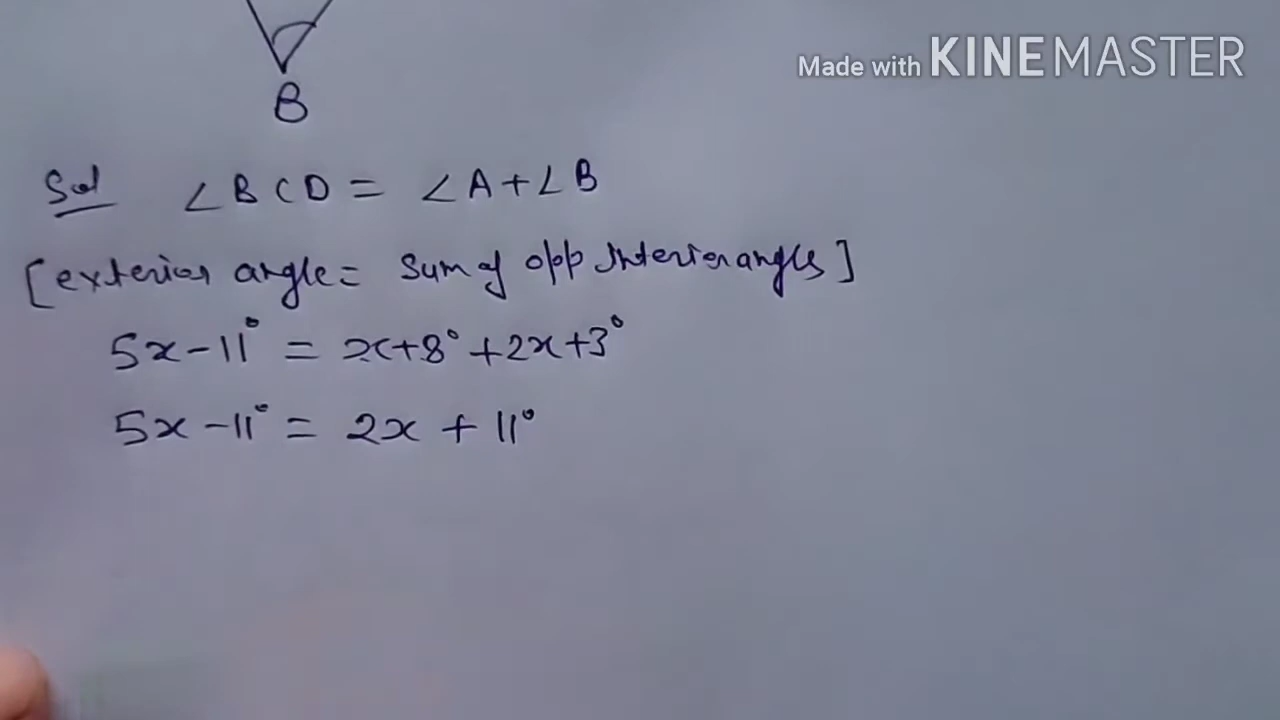 Made with KINEMASTER
B
Sol ∠BCD = ∠A+∠B
[exterior angle = Sum of opp Interior angles]
5x-11° = x+8° +2x+3°
5x -11° = 2x + 11°